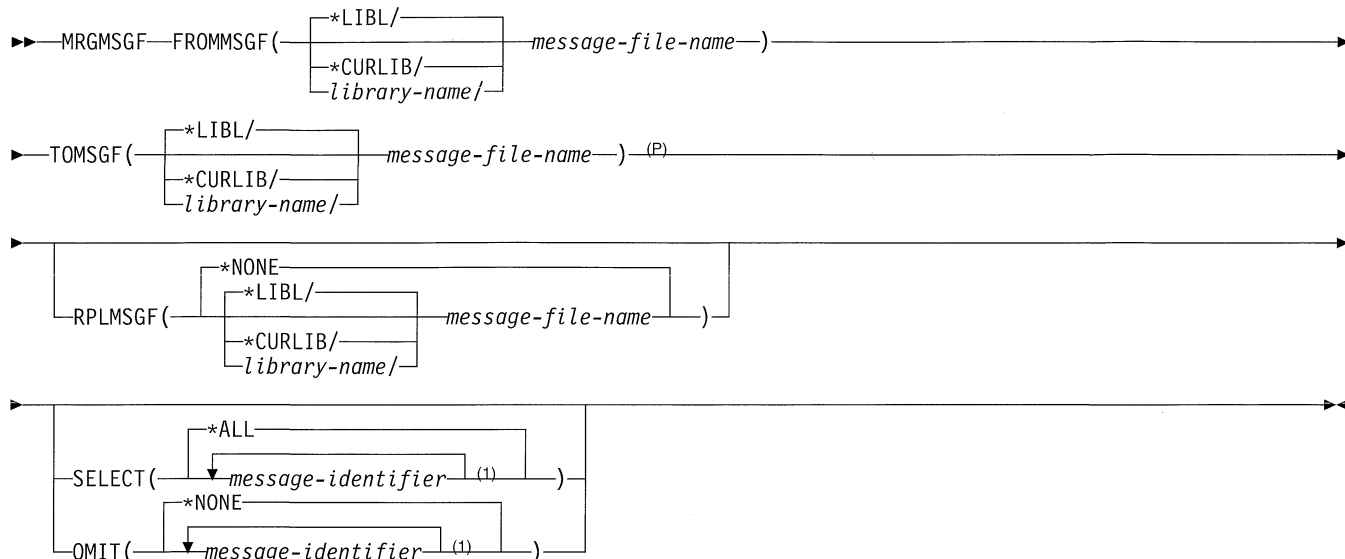 *LIBL/
MRGMSGF FROMMSGF( message-file-name )
*CURLIB/
library-name/
*LIBL/
TOMSGF( message-file-name ) (P)
*CURLIB/
library-name/
*NONE
*LIBL/
RPLMSGF( message-file-name )
*CURLIB/
library-name/
*ALL
SELECT( message-identifier (1) )
*NONE
OMIT( message-identifier (1) )